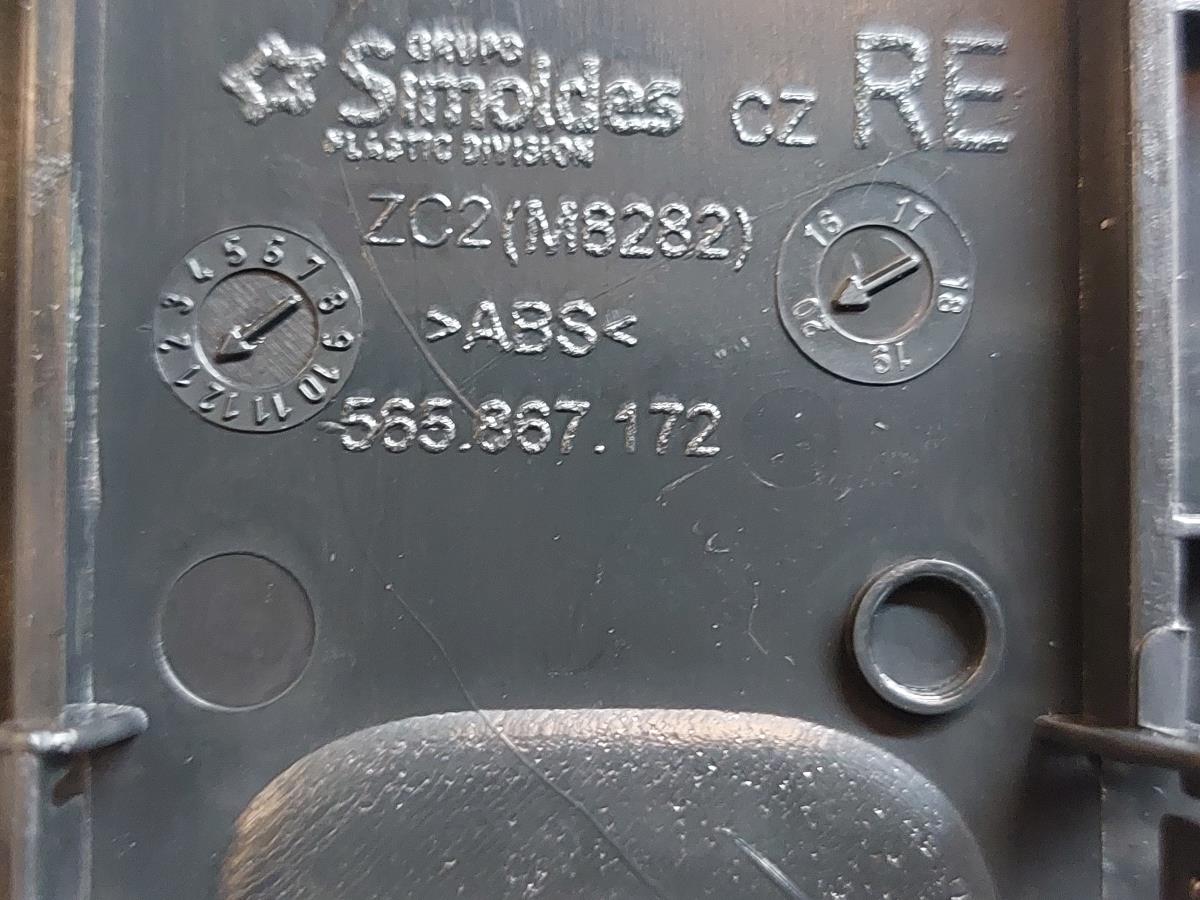 GRUPO
Simoldes CZ RE
PLASTIC DIVISION
ZC2(M8282)
>ABS<
565.867.172
1 2 3 4 5 6 7 8 9 10 11 12
16 17 18 19 20